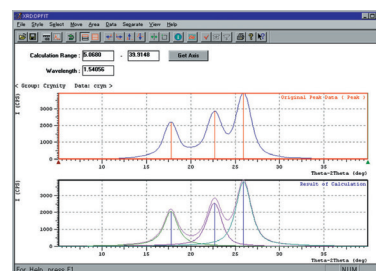 XRDOPFIT
File Style Select Move Area Data Separate View Help
Calculation Range : 5.0600 - 39.9148 Get Axis
Wavelength : 1.54056
< Group: Crynity Data: cryn >
I (CPS)
Original Peak Data ( Peak )
3000
2000
1000
0
10 15 20 25 30 35
Theta-2Theta (deg)
I (CPS)
Result of Calculation
3000
2000
1000
0
10 15 20 25 30 35
Theta-2Theta (deg)
For Help, press F1
NUM